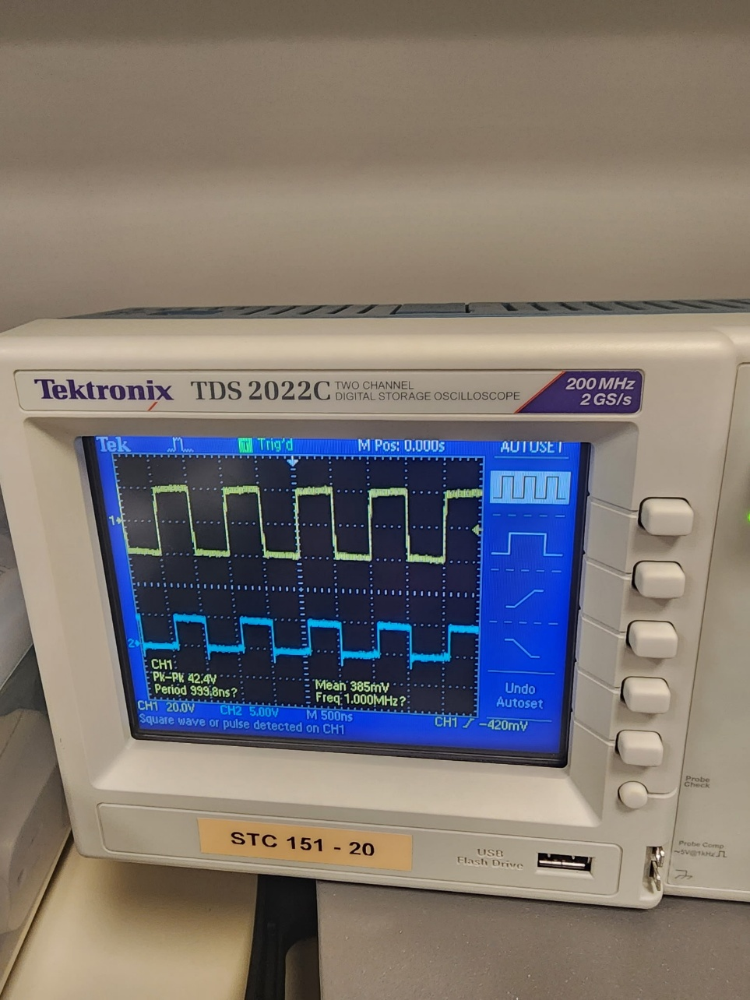 Tektronix TDS 2022C TWO CHANNEL DIGITAL STORAGE OSCILLOSCOPE 200 MHz 2 GS/s
Tek T Trig'd M Pos: 0.000s AUTOSET
1
2
CH1
Pk-Pk 42.4V Mean 385mV
Period 999.8ns? Freq 1.000MHz?
Undo
Autoset
CH1 20.0V CH2 5.00V M 500ns CH1 -420mV
Square wave or pulse detected on CH1
Probe
Check
STC 151 - 20
USB
Flash Drive
Probe Comp
~5V@1kHz